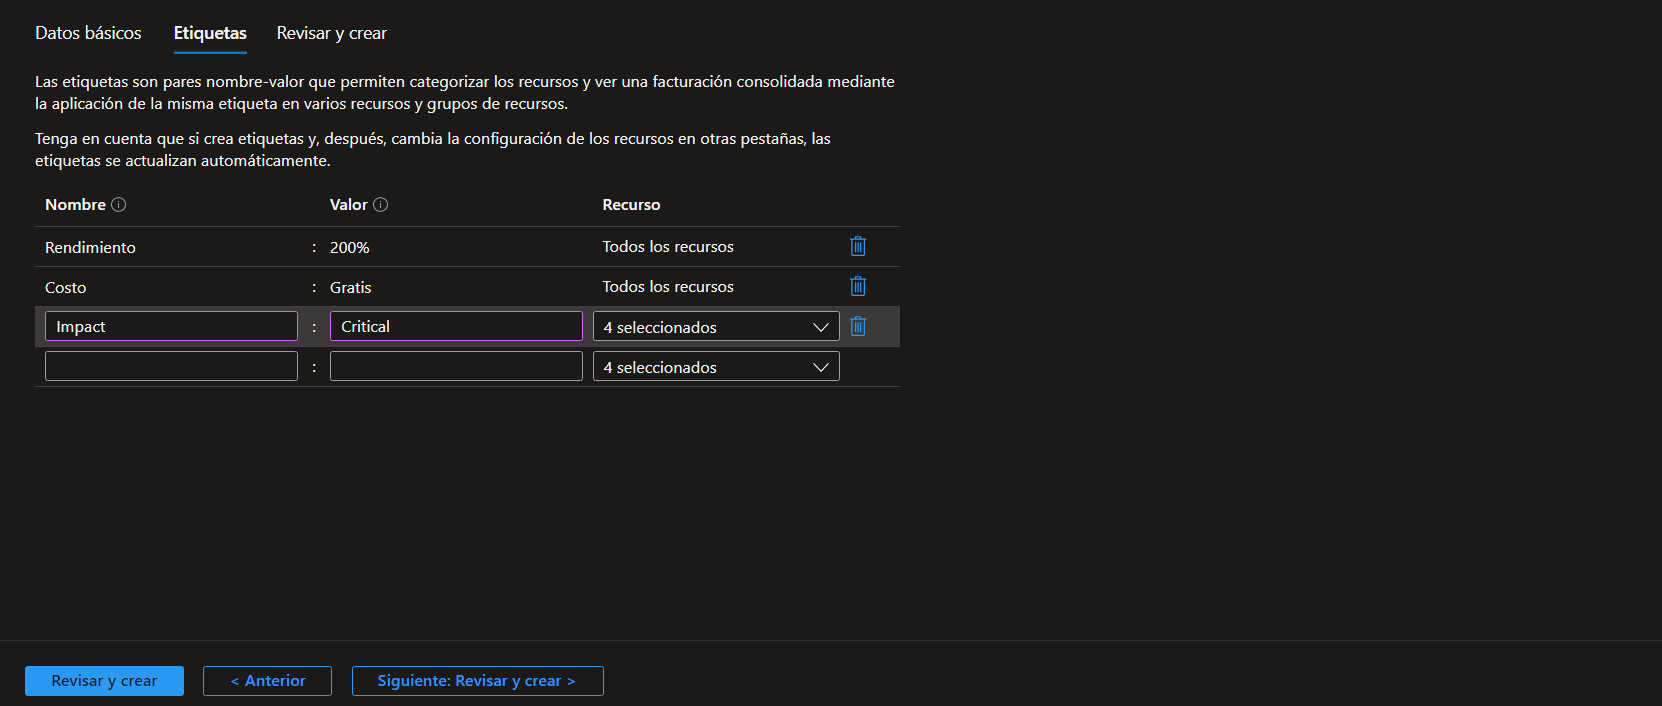 Datos básicos Etiquetas Revisar y crear
Las etiquetas son pares nombre-valor que permiten categorizar los recursos y ver una facturación consolidada mediante
la aplicación de la misma etiqueta en varios recursos y grupos de recursos.
Tenga en cuenta que si crea etiquetas y, después, cambia la configuración de los recursos en otras pestañas, las
etiquetas se actualizan automáticamente.
Nombre Valor Recurso
Rendimiento : 200% Todos los recursos
Costo : Gratis Todos los recursos
Impact : Critical 4 seleccionados
: 4 seleccionados
Revisar y crear < Anterior Siguiente: Revisar y crear >